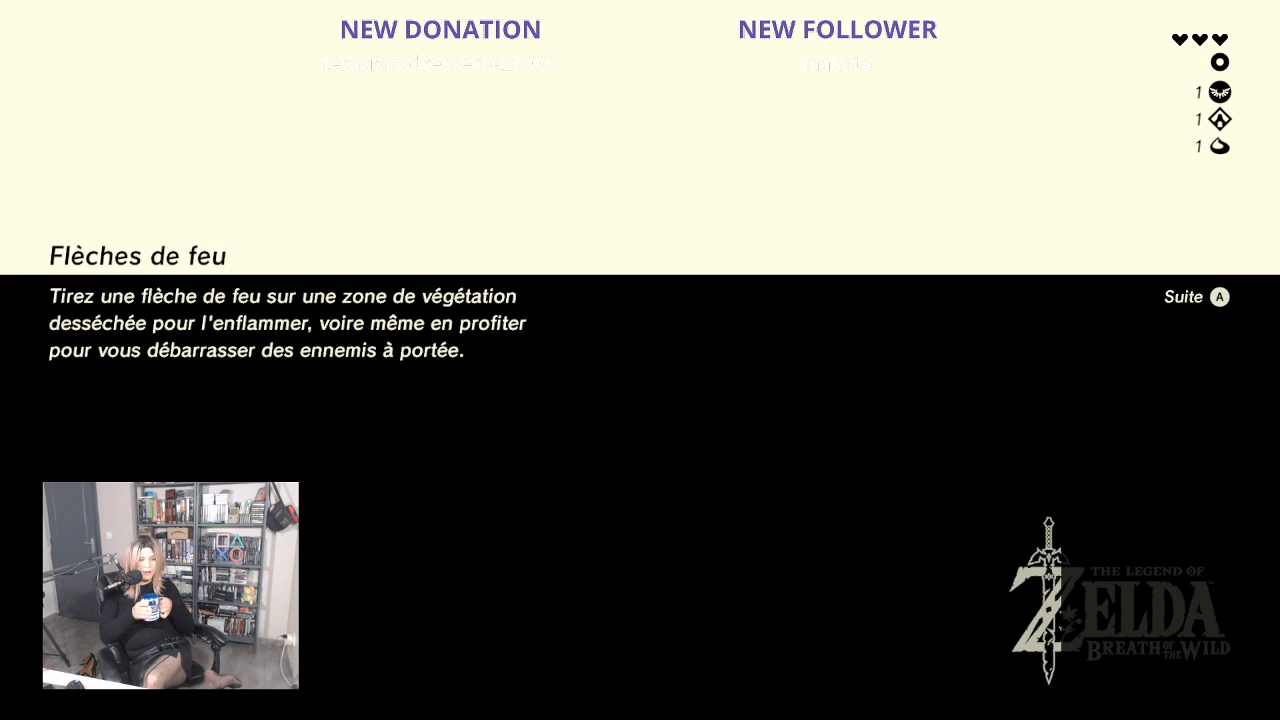 NEW DONATION
NEW FOLLOWER
1
1
1
Flèches de feu
Tirez une flèche de feu sur une zone de végétation
desséchée pour l'enflammer, voire même en profiter
pour vous débarrasser des ennemis à portée.
Suite A
THE LEGEND OF
ZELDA
BREATH OF THE WILD